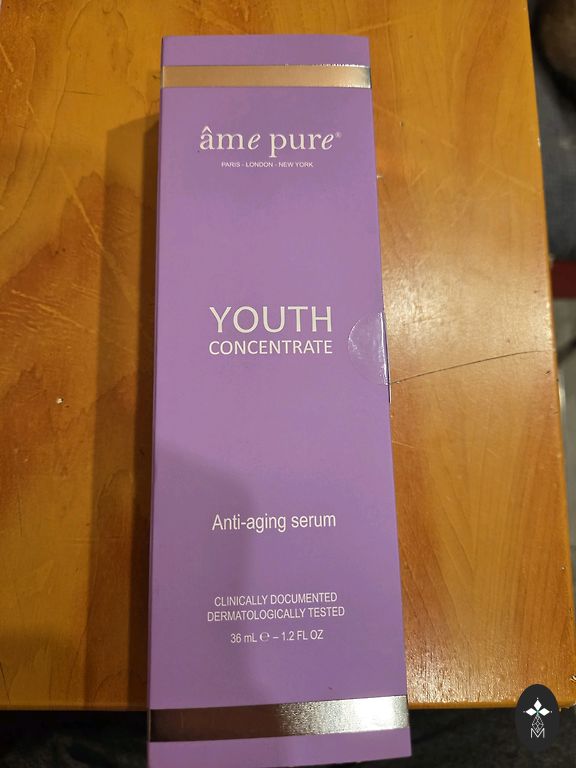 âme pure®
PARIS - LONDON - NEW YORK
YOUTH
CONCENTRATE
Anti-aging serum
CLINICALLY DOCUMENTED
DERMATOLOGICALLY TESTED
36 mL ℮ – 1.2 FL OZ